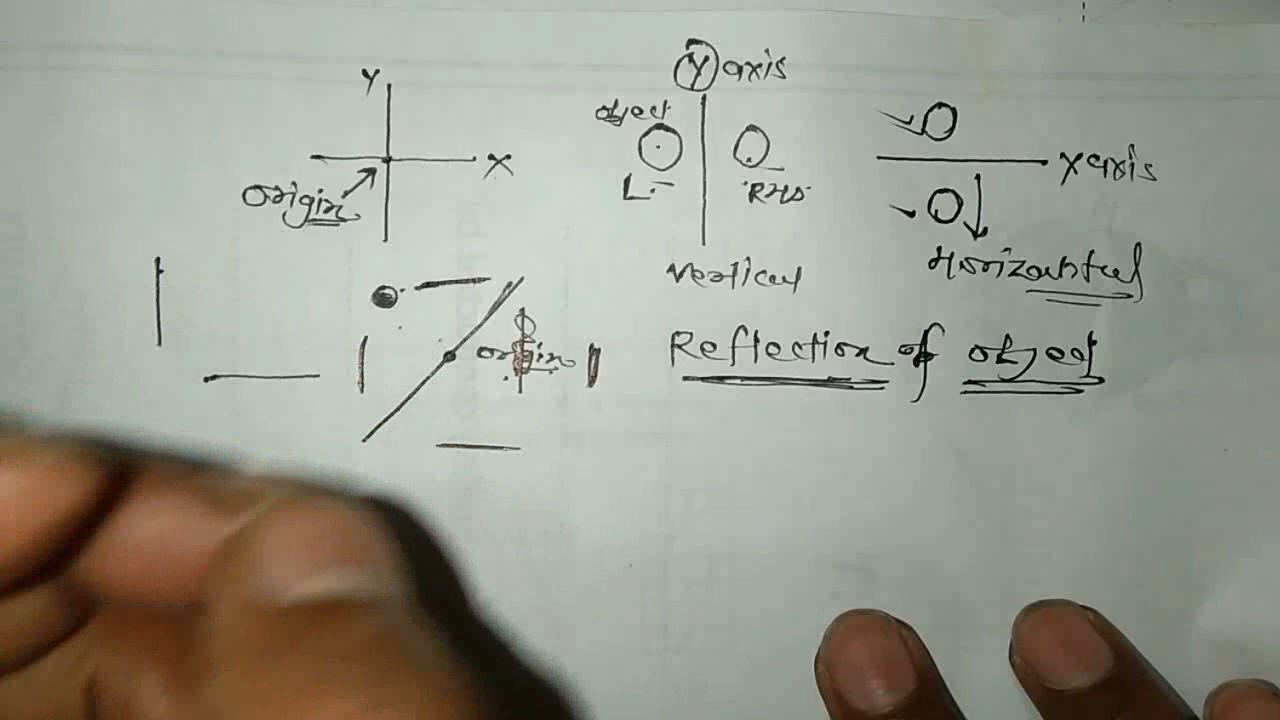 Y
X
origin
Y axis
object
L
RHS
X axis
Vertical
Horizontal
origin
Reflection of object